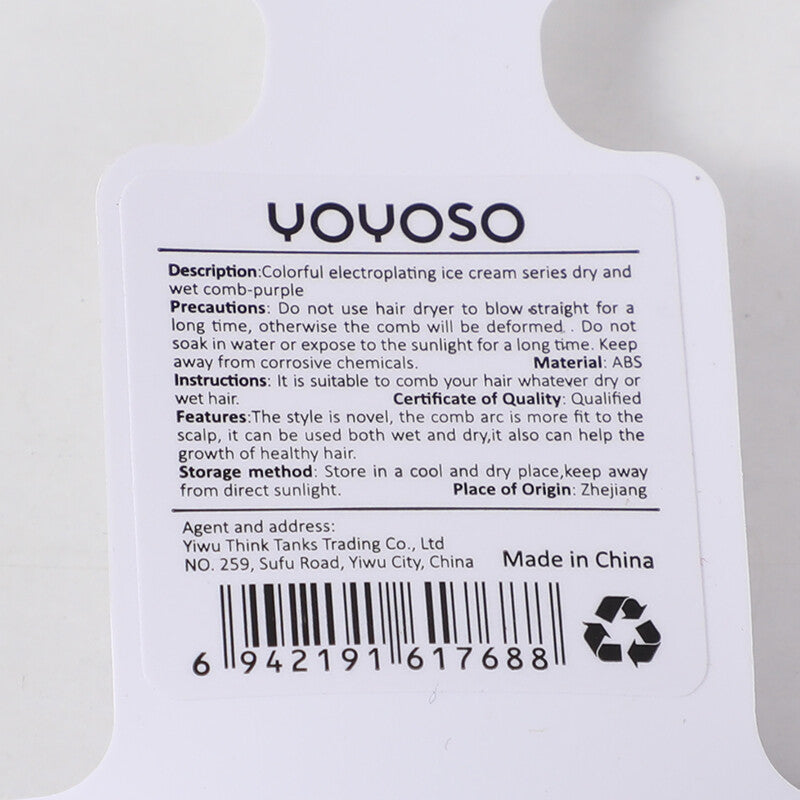 YOYOSO
Description:Colorful electroplating ice cream series dry and
wet comb-purple
Precautions: Do not use hair dryer to blow straight for a
long time, otherwise the comb will be deformed . Do not
soak in water or expose to the sunlight for a long time. Keep
away from corrosive chemicals. Material: ABS
Instructions: It is suitable to comb your hair whatever dry or
wet hair. Certificate of Quality: Qualified
Features:The style is novel, the comb arc is more fit to the
scalp, it can be used both wet and dry,it also can help the
growth of healthy hair.
Storage method: Store in a cool and dry place,keep away
from direct sunlight. Place of Origin: Zhejiang
Agent and address:
Yiwu Think Tanks Trading Co., Ltd
NO. 259, Sufu Road, Yiwu City, China Made in China
6 942191 617688